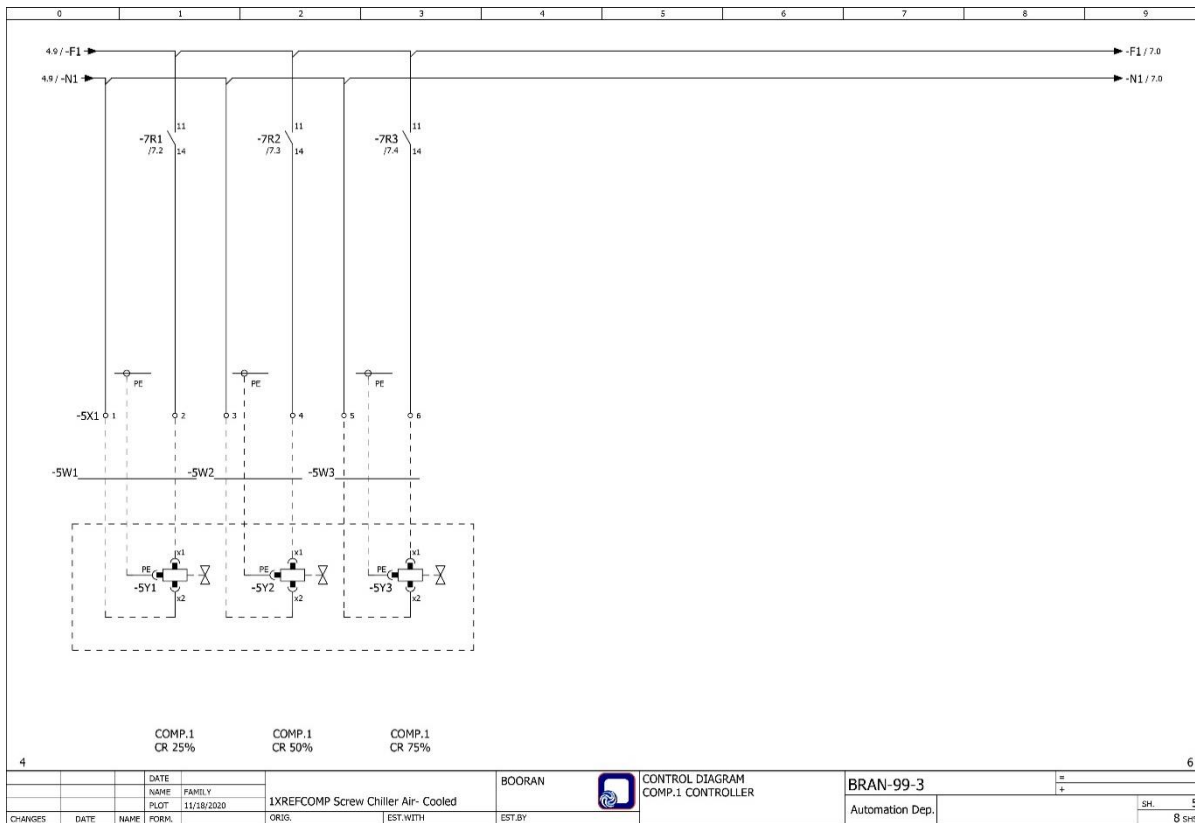 0 1 2 3 4 5 6 7 8 9
4.9 / -F1 -F1 / 7.0
4.9 / -N1 -N1 / 7.0
11 11 11
-7R1 -7R2 -7R3
/7.2 14 /7.3 14 /7.4 14
PE PE PE
-5X1 1 2 3 4 5 6
-5W1 -5W2 -5W3
x1 x1 x1
PE PE PE
-5Y1 -5Y2 -5Y3
x2 x2 x2
COMP.1 COMP.1 COMP.1
CR 25% CR 50% CR 75%
4 6
DATE BOORAN CONTROL DIAGRAM BRAN-99-3 =
NAME FAMILY COMP.1 CONTROLLER +
PLOT 11/18/2020 1XREFCOMP Screw Chiller Air- Cooled Automation Dep. SH. 5
CHANGES DATE NAME FORM. ORIG. EST.WITH EST.BY 8 SHS